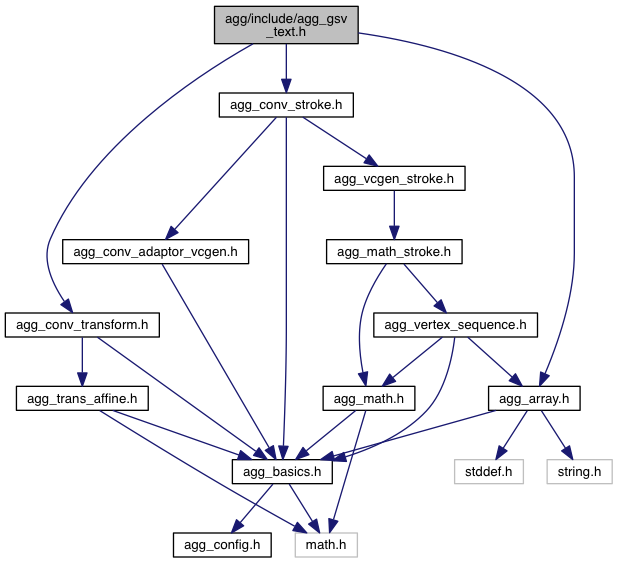 agg/include/agg_gsv
_text.h
agg_conv_stroke.h
agg_vcgen_stroke.h
agg_conv_adaptor_vcgen.h
agg_math_stroke.h
agg_conv_transform.h
agg_vertex_sequence.h
agg_trans_affine.h
agg_math.h
agg_array.h
agg_basics.h
stddef.h
string.h
agg_config.h
math.h